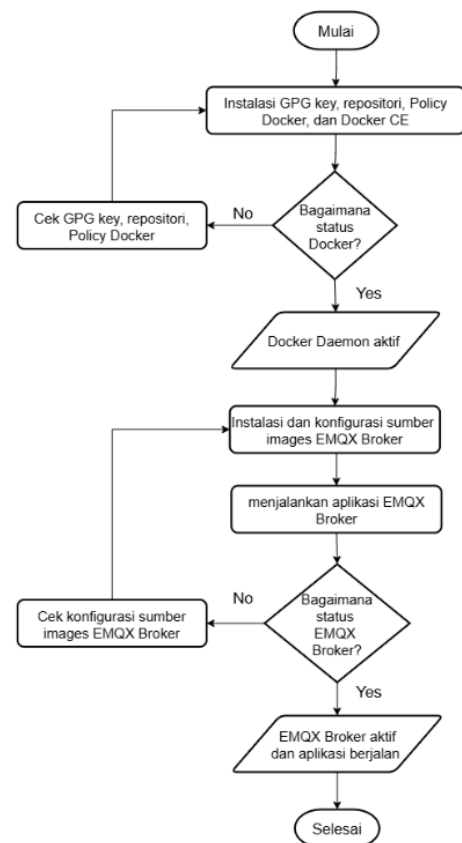 Mulai
Instalasi GPG key, repositori, Policy
Docker, dan Docker CE
Bagaimana
status
Docker?
No
Cek GPG key, repositori,
Policy Docker
Yes
Docker Daemon aktif
Instalasi dan konfigurasi sumber
images EMQX Broker
menjalankan aplikasi EMQX
Broker
Bagaimana
status
EMQX
Broker?
No
Cek konfigurasi sumber
images EMQX Broker
Yes
EMQX Broker aktif
dan aplikasi berjalan
Selesai